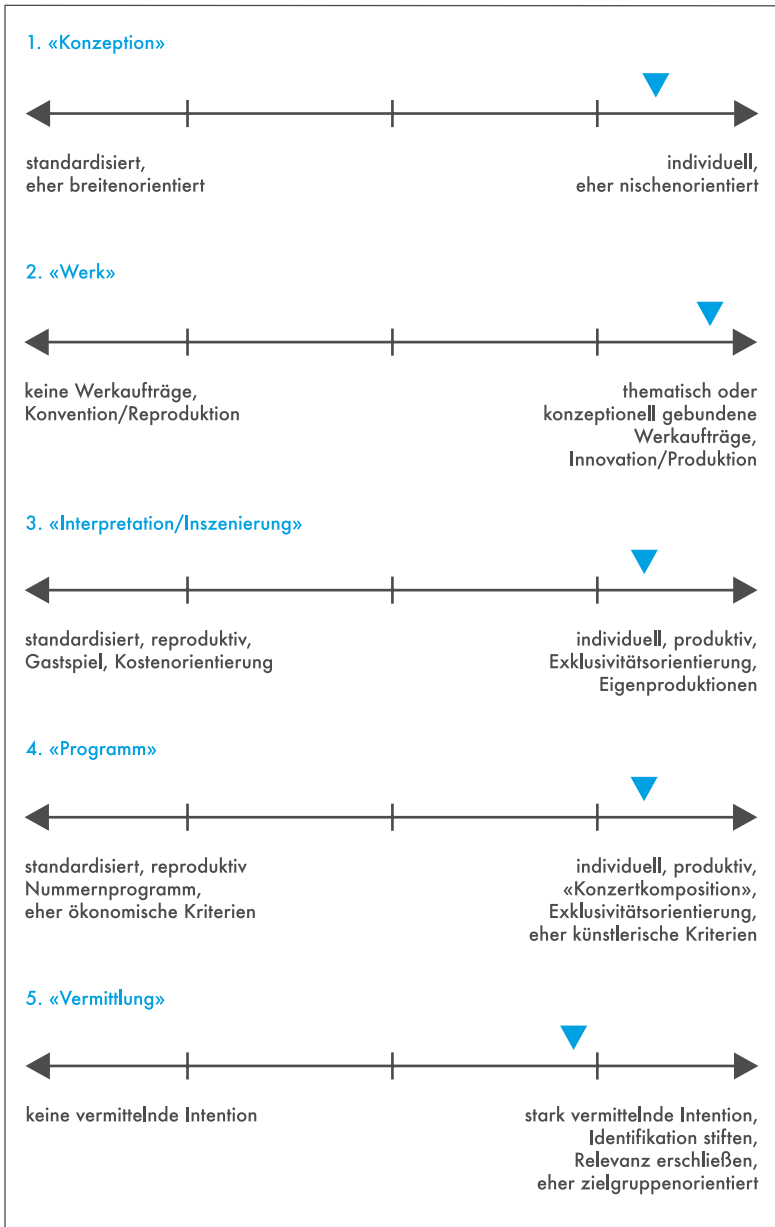 1. «Konzeption»
standardisiert,
eher breitenorientiert
individuell,
eher nischenorientiert
2. «Werk»
keine Werkaufträge,
Konvention/Reproduktion
thematisch oder
konzeptionell gebundene
Werkaufträge,
Innovation/Produktion
3. «Interpretation/Inszenierung»
standardisiert, reproduktiv,
Gastspiel, Kostenorientierung
individuell, produktiv,
Exklusivitätsorientierung,
Eigenproduktionen
4. «Programm»
standardisiert, reproduktiv
Nummernprogramm,
eher ökonomische Kriterien
individuell, produktiv,
«Konzertkomposition»,
Exklusivitätsorientierung,
eher künstlerische Kriterien
5. «Vermittlung»
keine vermittelnde Intention
stark vermittelnde Intention,
Identifikation stiften,
Relevanz erschließen,
eher zielgruppenorientiert